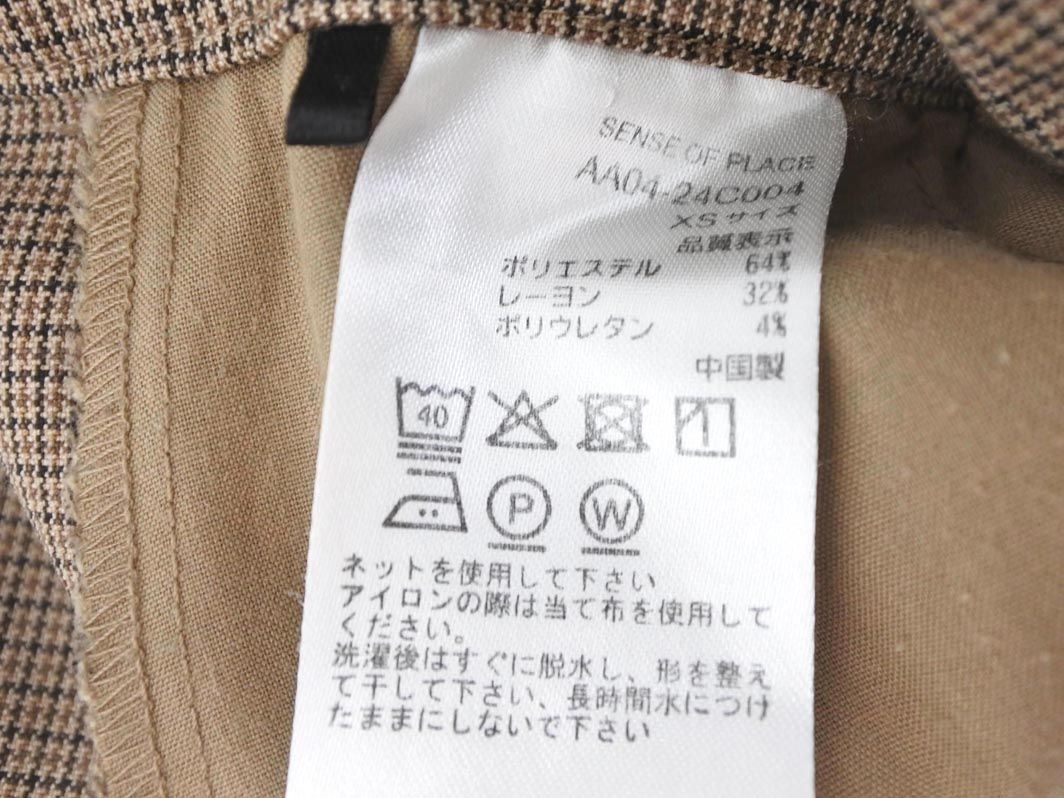 SENSE OF PLACE
AA04-24C004
XSサイズ
品質表示
ポリエステル 64%
レーヨン 32%
ポリウレタン 4%
中国製
40
P W
ネットを使用して下さい
アイロンの際は当て布を使用して
ください。
洗濯後はすぐに脱水し、形を整え
て干して下さい、長時間水につけ
たままにしないで下さい